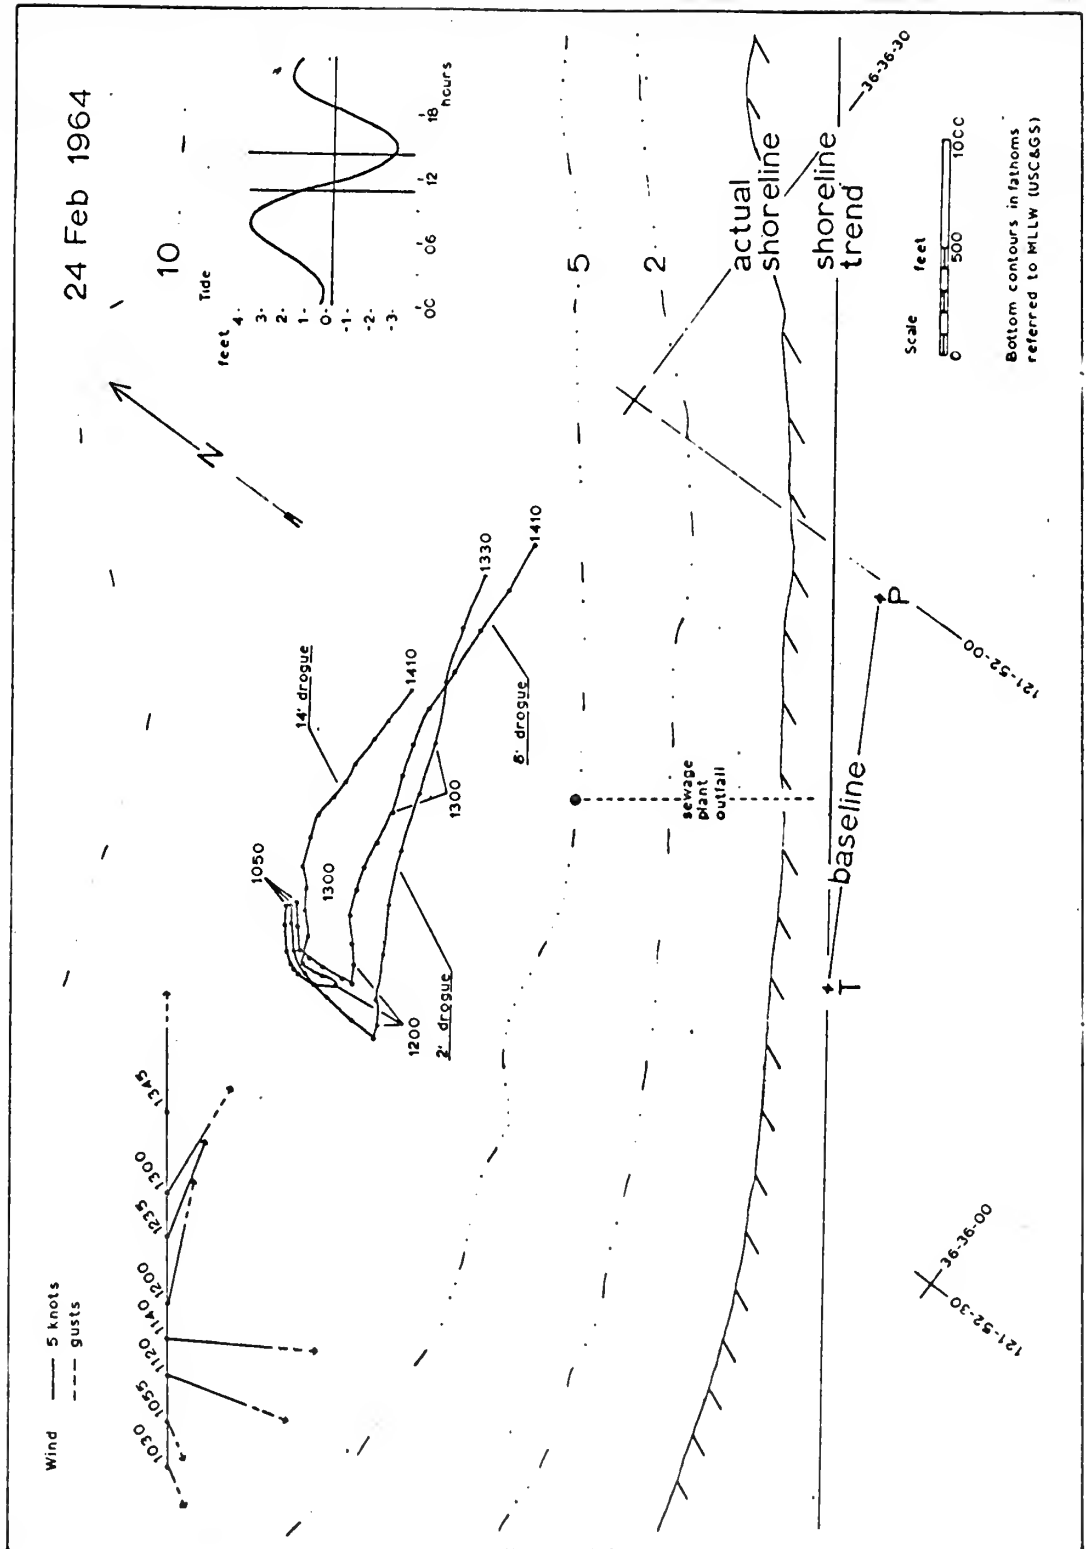 24 Feb 1964
Wind
5 knots
gusts
1030
1055
1120
1140
1200
1235
1300
1345
N
10
Tide
feet
4-
3-
2-
1-
0-
-1-
-2-
-3-
06
12
18
hours
1050
1300
1200
14' drogue
1410
1300
1330
1410
2' drogue
drogue
5
2
sewage
plant
outfall
actual
shoreline
shoreline
trend
36-36-30
T
baseline
P
121-52-00
36-36-00
121-52-30
Scale
feet
0
500
Bottom contours in fathoms
referred to MLLW (USC&GS)